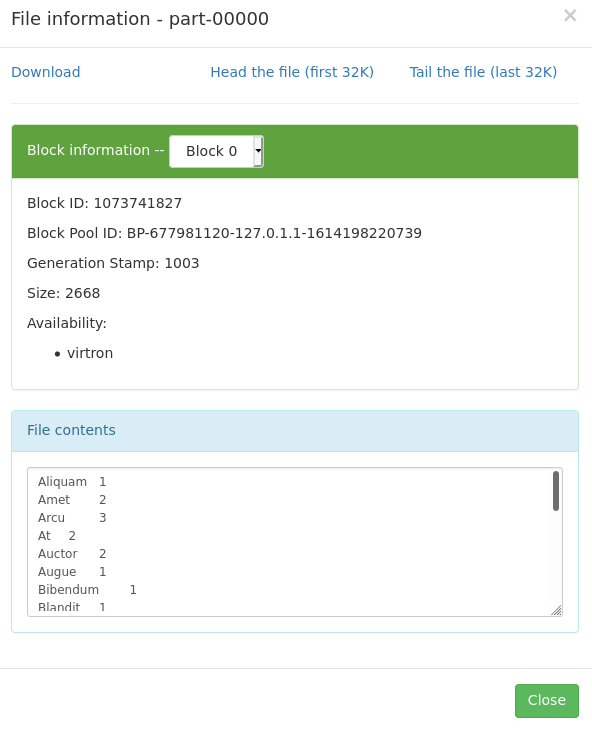 File information - part-00000 ×
Download Head the file (first 32K) Tail the file (last 32K)
Block information -- Block 0
Block ID: 1073741827
Block Pool ID: BP-677981120-127.0.1.1-1614198220739
Generation Stamp: 1003
Size: 2668
Availability:
• virtron
File contents
Aliquam 1
Amet 2
Arcu 3
At 2
Auctor 2
Augue 1
Bibendum 1
Blandit 1
Close